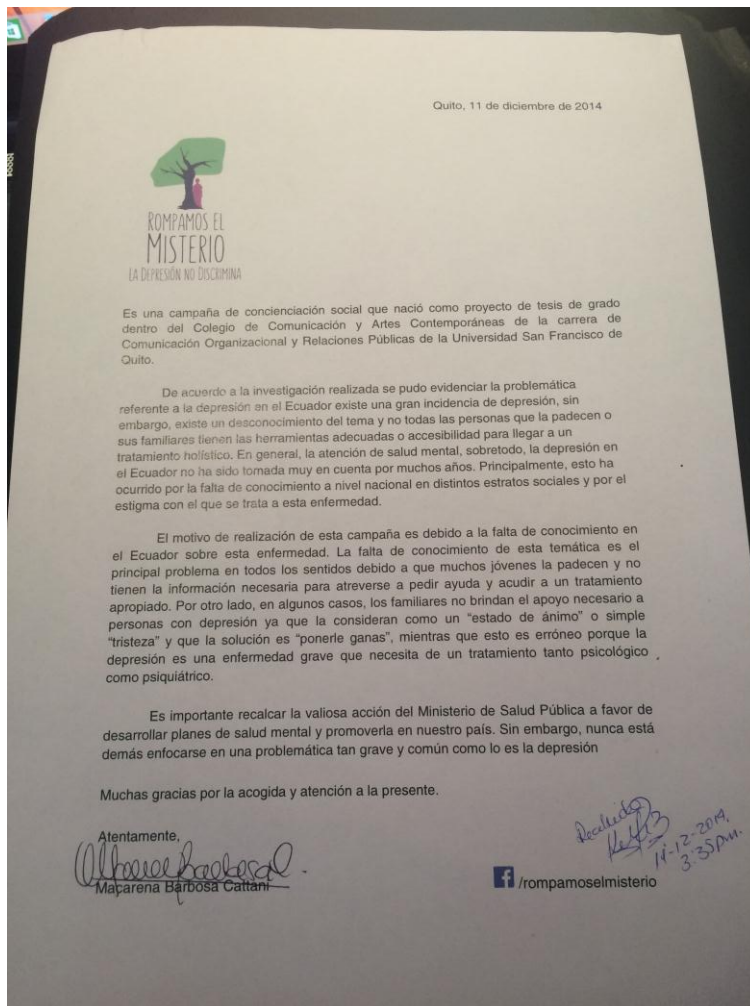 Quito, 11 de diciembre de 2014
ROMPAMOS EL
MISTERIO
LA DEPRESIÓN NO DISCRIMINA
Es una campaña de concienciación social que nació como proyecto de tesis de grado
dentro del Colegio de Comunicación y Artes Contemporáneas de la carrera de
Comunicación Organizacional y Relaciones Públicas de la Universidad San Francisco de
Quito.
De acuerdo a la investigación realizada se pudo evidenciar la problemática
referente a la depresión en el Ecuador existe una gran incidencia de depresión, sin
embargo, existe un desconocimiento del tema y no todas las personas que la padecen o
sus familiares tienen las herramientas adecuadas o accesibilidad para llegar a un
tratamiento holístico. En general, la atención de salud mental, sobretodo, la depresión en
el Ecuador no ha sido tomada muy en cuenta por muchos años. Principalmente, esto ha
ocurrido por la falta de conocimiento a nivel nacional en distintos estratos sociales y por el
estigma con el que se trata a esta enfermedad.
El motivo de realización de esta campaña es debido a la falta de conocimiento en
el Ecuador sobre esta enfermedad. La falta de conocimiento de esta temática es el
principal problema en todos los sentidos debido a que muchos jóvenes la padecen y no
tienen la información necesaria para atreverse a pedir ayuda y acudir a un tratamiento
apropiado. Por otro lado, en algunos casos, los familiares no brindan el apoyo necesario a
personas con depresión ya que la consideran como un “estado de ánimo” o simple
“tristeza” y que la solución es “ponerle ganas”, mientras que esto es erróneo porque la
depresión es una enfermedad grave que necesita de un tratamiento tanto psicológico
como psiquiátrico.
Es importante recalcar la valiosa acción del Ministerio de Salud Pública a favor de
desarrollar planes de salud mental y promoverla en nuestro país. Sin embargo, nunca está
demás enfocarse en una problemática tan grave y común como lo es la depresión
Muchas gracias por la acogida y atención a la presente.
Atentamente,
Macarena Barbosa Cattani
Recibido
14-12-2014.
3:35 pm.
f /rompamoselmisterio